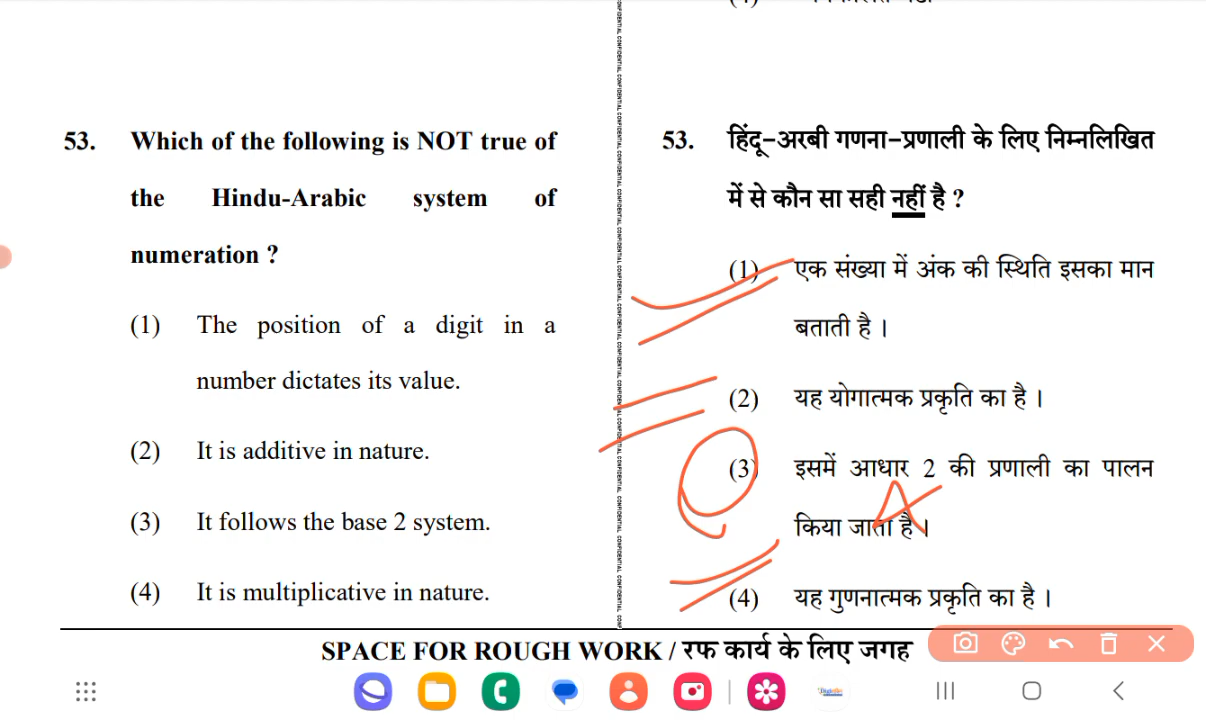 53. Which of the following is NOT true of
the Hindu-Arabic system of
numeration ?
(1) The position of a digit in a
number dictates its value.
(2) It is additive in nature.
(3) It follows the base 2 system.
(4) It is multiplicative in nature.
53. हिंदू-अरबी गणना-प्रणाली के लिए निम्नलिखित
में से कौन सा सही नहीं है ?
(1) एक संख्या में अंक की स्थिति इसका मान
बताती है ।
(2) यह योगात्मक प्रकृति का है ।
(3) इसमें आधार 2 की प्रणाली का पालन
किया जाता है ।
(4) यह गुणनात्मक प्रकृति का है ।
SPACE FOR ROUGH WORK / रफ कार्य के लिए जगह